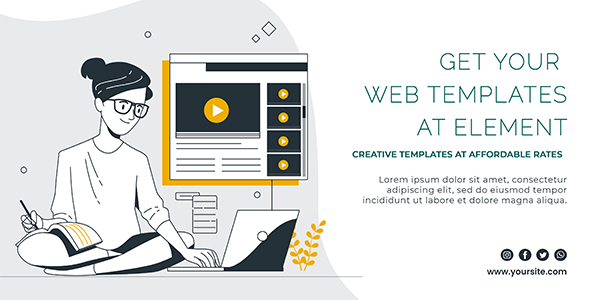 GET YOUR
WEB TEMPLATES
AT ELEMENT
CREATIVE TEMPLATES AT AFFORDABLE RATES
Lorem ipsum dolor sit amet, consectetur
adipiscing elit, sed do eiusmod tempor
incididunt ut labore et dolore magna aliqua.
www.yoursite.com